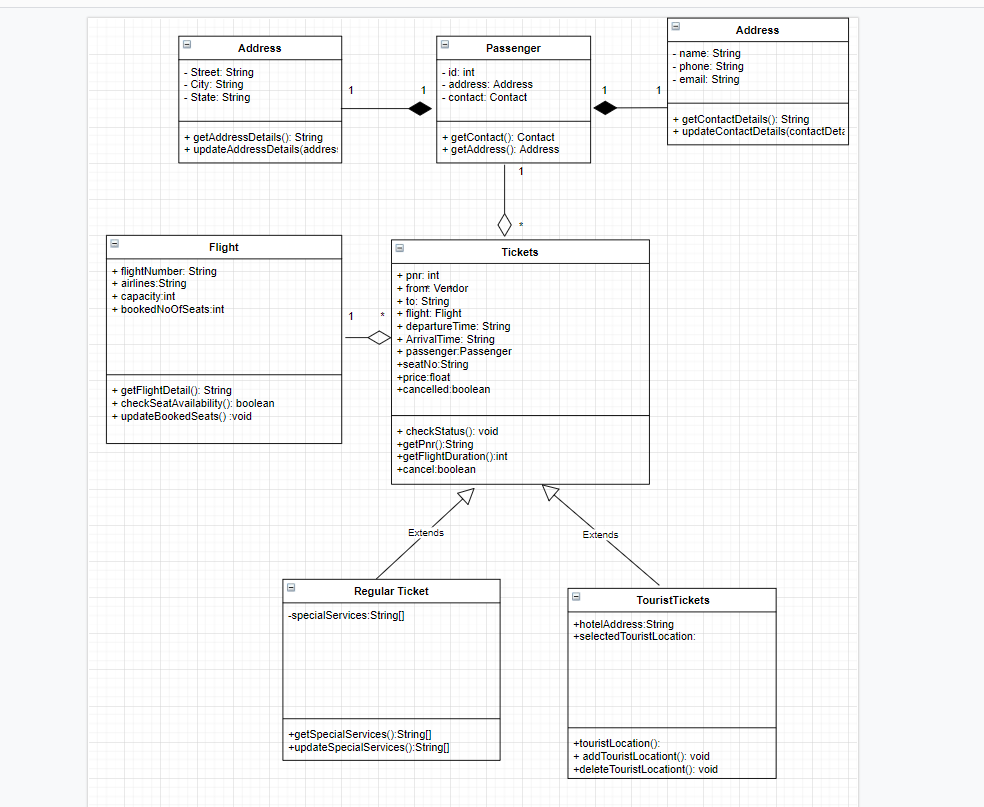 Address
- Street: String
- City: String
- State: String
+ getAddressDetails(): String
+ updateAddressDetails(address
1
1
Passenger
- id: int
- address: Address
- contact: Contact
+ getContact(): Contact
+ getAddress(): Address
1
1
Address
- name: String
- phone: String
- email: String
+ getContactDetails(): String
+ updateContactDetails(contactDeta
1
*
Flight
+ flightNumber: String
+ airlines:String
+ capacity:int
+ bookedNoOfSeats:int
+ getFlightDetail(): String
+ checkSeatAvailability(): boolean
+ updateBookedSeats() :void
1
*
Tickets
+ pnr: int
+ from: Vendor
+ to: String
+ flight: Flight
+ departureTime: String
+ ArrivalTime: String
+ passenger:Passenger
+seatNo:String
+price:float
+cancelled:boolean
+ checkStatus(): void
+getPnr():String
+getFlightDuration():int
+cancel:boolean
Extends
Extends
Regular Ticket
-specialServices:String[]
+getSpecialServices():String[]
+updateSpecialServices():String[]
TouristTickets
+hotelAddress:String
+selectedTouristLocation:
+touristLocation():
+ addTouristLocationt(): void
+deleteTouristLocationt(): void